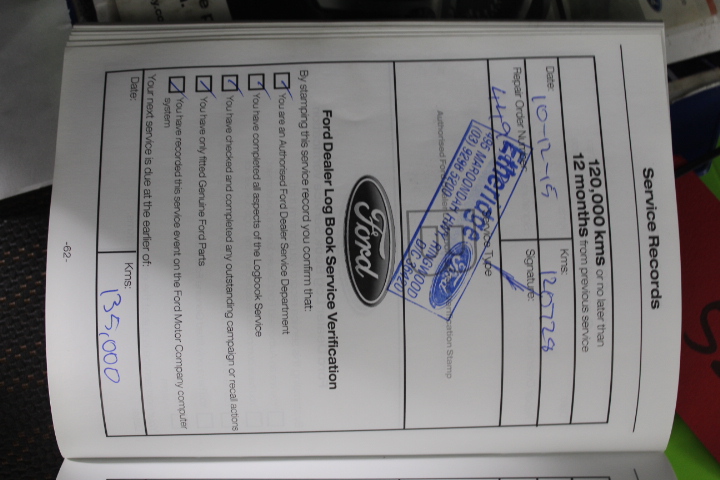 Service Records
120,000 kms or no later than
12 months from previous service
Date: 10-12-15
Kms: 120728
Repair Order Number:
Signature:
Service Type
Etheridge
Ford
RINGWOOD
Ford
Ford Dealer Log Book Service Verification
By stamping this service record you confirm that:
You are an Authorised Ford Dealer Service Department
You have completed all aspects of the Logbook Service
You have checked and completed any outstanding campaign or recall actions
You have only fitted Genuine Ford Parts
You have recorded this service event on the Ford Motor Company computer
system
Your next service is due at the earlier of:
Date:
Kms: 135,000
-62-